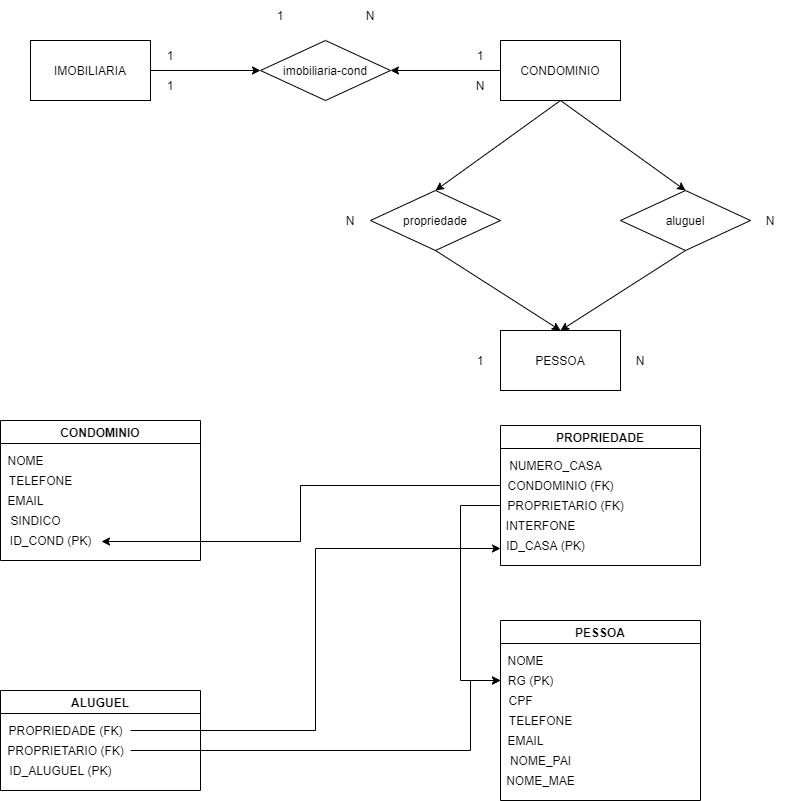 1 N
IMOBILIARIA 1 imobiliaria-cond 1 CONDOMINIO
1 N
N propriedade aluguel N
1 PESSOA N
CONDOMINIO
NOME
TELEFONE
EMAIL
SINDICO
ID_COND (PK)
PROPRIEDADE
NUMERO_CASA
CONDOMINIO (FK)
PROPRIETARIO (FK)
INTERFONE
ID_CASA (PK)
ALUGUEL
PROPRIEDADE (FK)
PROPRIETARIO (FK)
ID_ALUGUEL (PK)
PESSOA
NOME
RG (PK)
CPF
TELEFONE
EMAIL
NOME_PAI
NOME_MAE